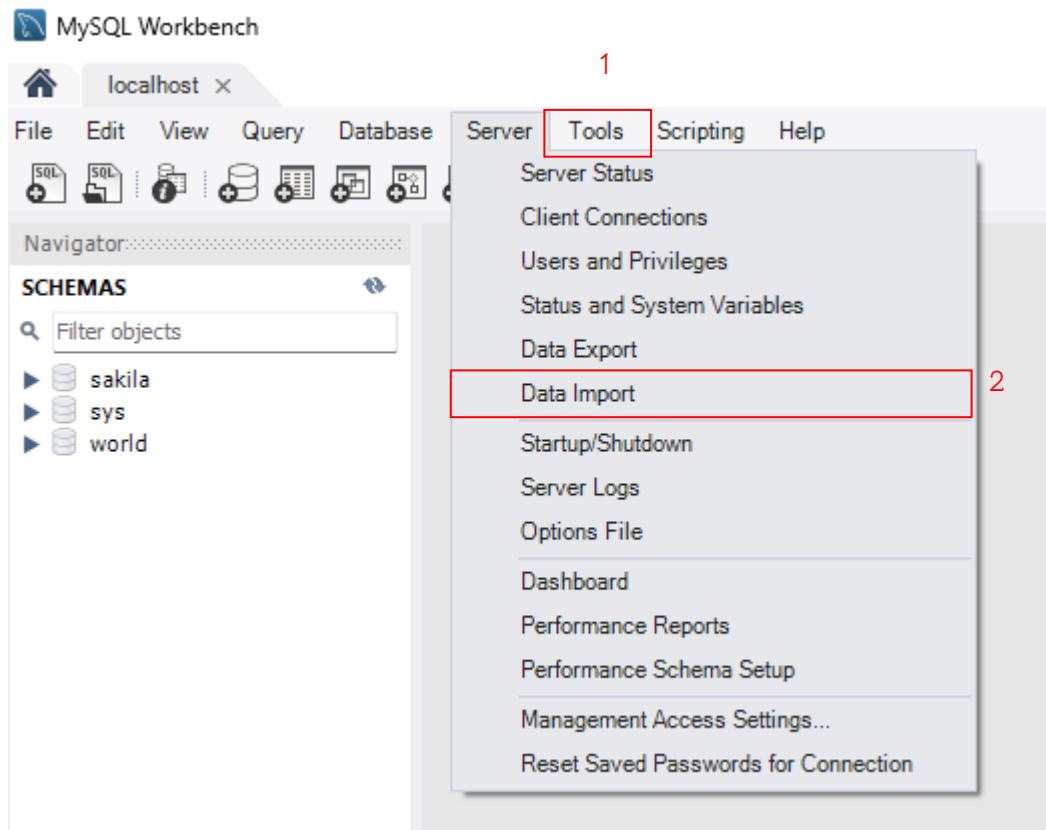 MySQL Workbench
localhost
1
File Edit View Query Database Server Tools Scripting Help
SQL SQL
Navigator
SCHEMAS
Filter objects
sakila
sys
world
Server Status
Client Connections
Users and Privileges
Status and System Variables
Data Export
Data Import
2
Startup/Shutdown
Server Logs
Options File
Dashboard
Performance Reports
Performance Schema Setup
Management Access Settings...
Reset Saved Passwords for Connection